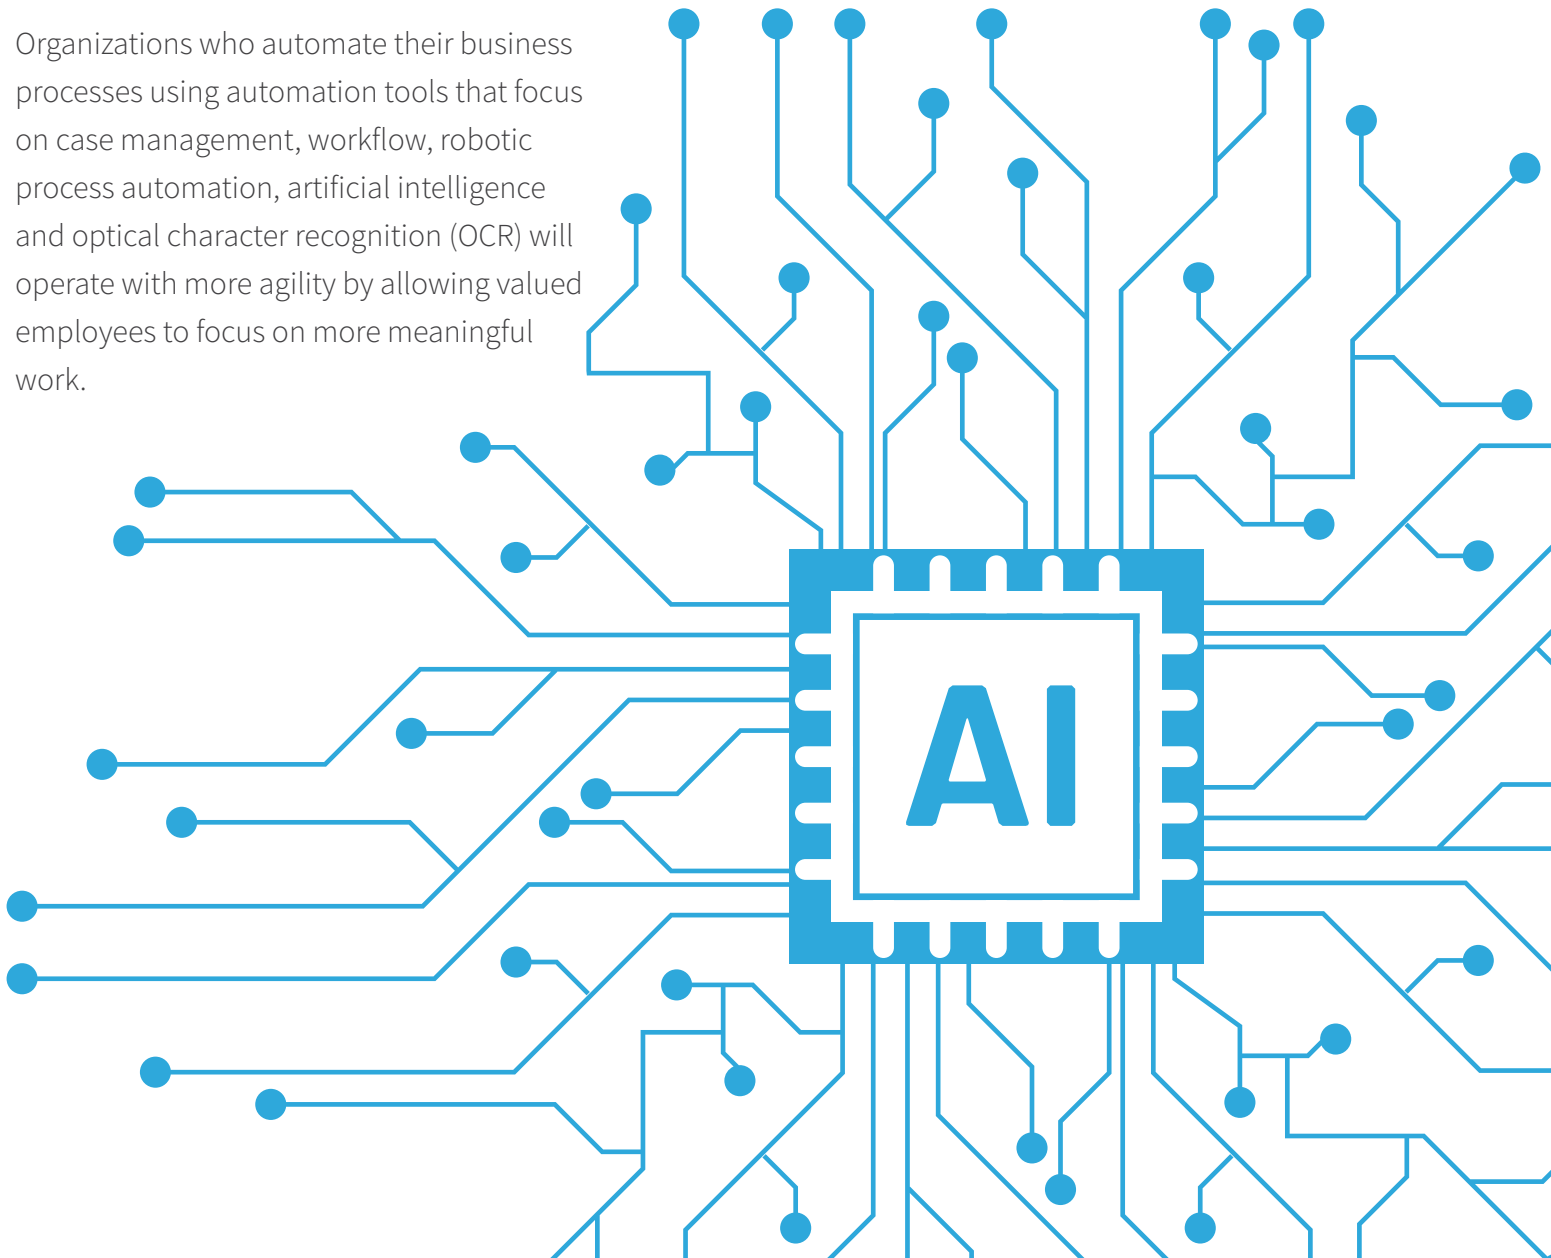 Organizations who automate their business
processes using automation tools that focus
on case management, workflow, robotic
process automation, artificial intelligence
and optical character recognition (OCR) will
operate with more agility by allowing valued
employees to focus on more meaningful
work.
AI